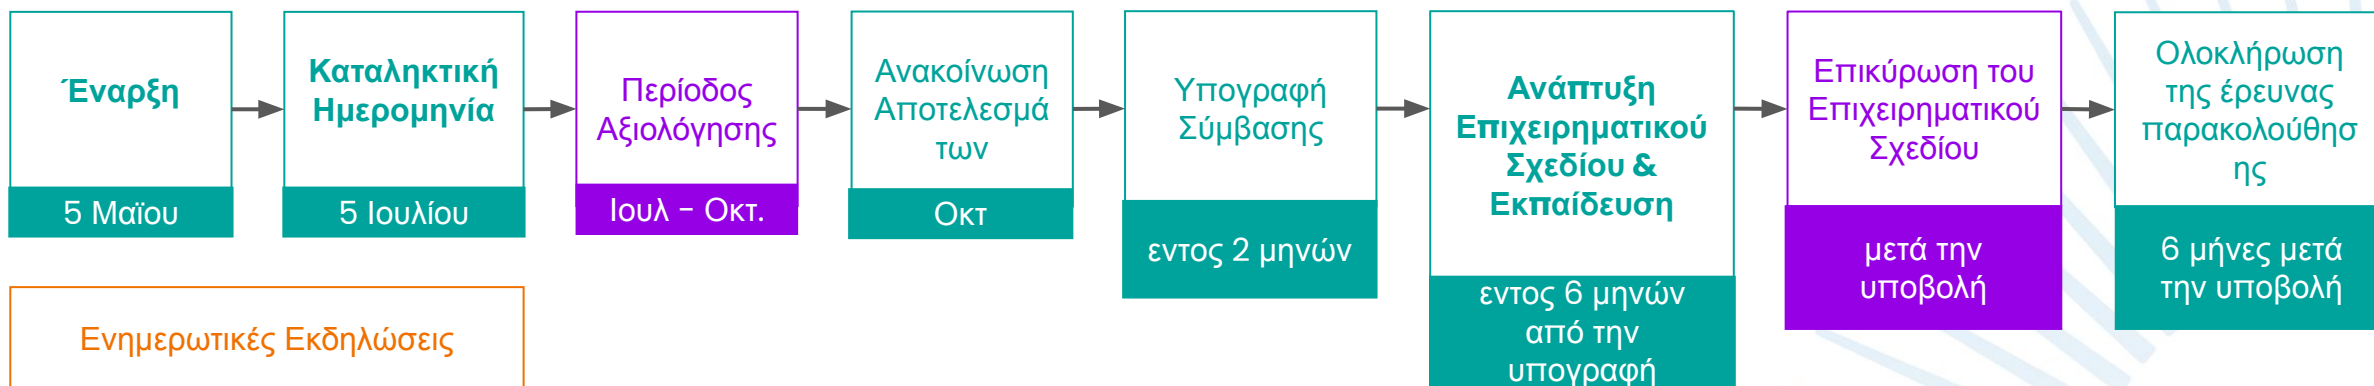 Έναρξη
5 Μαΐου
Καταληκτική
Ημερομηνία
5 Ιουλίου
Περίοδος
Αξιολόγησης
Ιουλ - Οκτ.
Ανακοίνωση
Αποτελεσμά
των
Οκτ
Υπογραφή
Σύμβασης
εντος 2 μηνών
Ανάπτυξη
Επιχειρηματικού
Σχεδίου &
Εκπαίδευση
εντος 6 μηνών
από την
υπογραφή
Επικύρωση του
Επιχειρηματικού
Σχεδίου
μετά την
υποβολή
Ολοκλήρωση
της έρευνας
παρακολούθησ
ης
6 μήνες μετά
την υποβολή
Ενημερωτικές Εκδηλώσεις